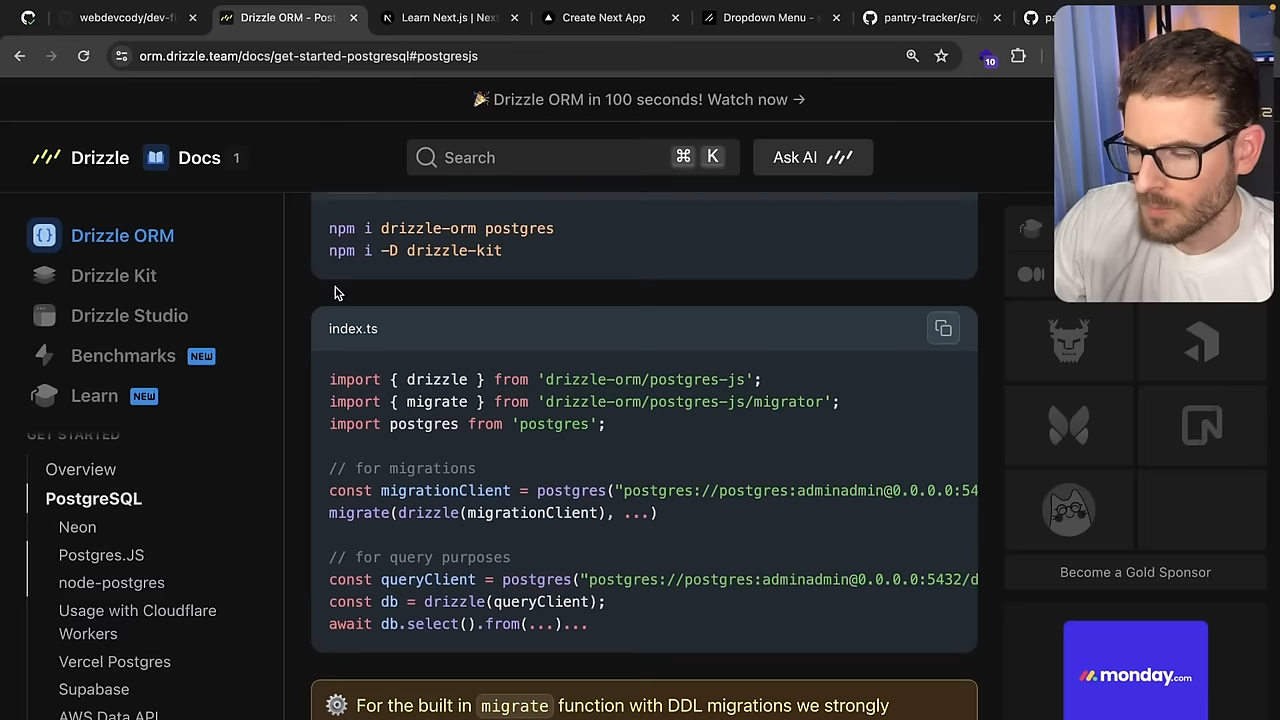 webdevcody/dev-fi
Drizzle ORM - Post
Learn Next.js | Next
Create Next App
Dropdown Menu - s
pantry-tracker/src/
orm.drizzle.team/docs/get-started-postgresql#postgresjs
10
🎉 Drizzle ORM in 100 seconds! Watch now →
Drizzle Docs 1
Search ⌘ K
Ask AI
Drizzle ORM
Drizzle Kit
Drizzle Studio
Benchmarks NEW
Learn NEW
GET STARTED
Overview
PostgreSQL
Neon
Postgres.JS
node-postgres
Usage with Cloudflare
Workers
Vercel Postgres
Supabase
AWS Data API
npm i drizzle-orm postgres
npm i -D drizzle-kit
index.ts
import { drizzle } from 'drizzle-orm/postgres-js';
import { migrate } from 'drizzle-orm/postgres-js/migrator';
import postgres from 'postgres';
// for migrations
const migrationClient = postgres("postgres://postgres:adminadmin@0.0.0.0:54
migrate(drizzle(migrationClient), ...)
// for query purposes
const queryClient = postgres("postgres://postgres:adminadmin@0.0.0.0:5432/d
const db = drizzle(queryClient);
await db.select().from(...)...
For the built in migrate function with DDL migrations we strongly
Become a Gold Sponsor
monday.com